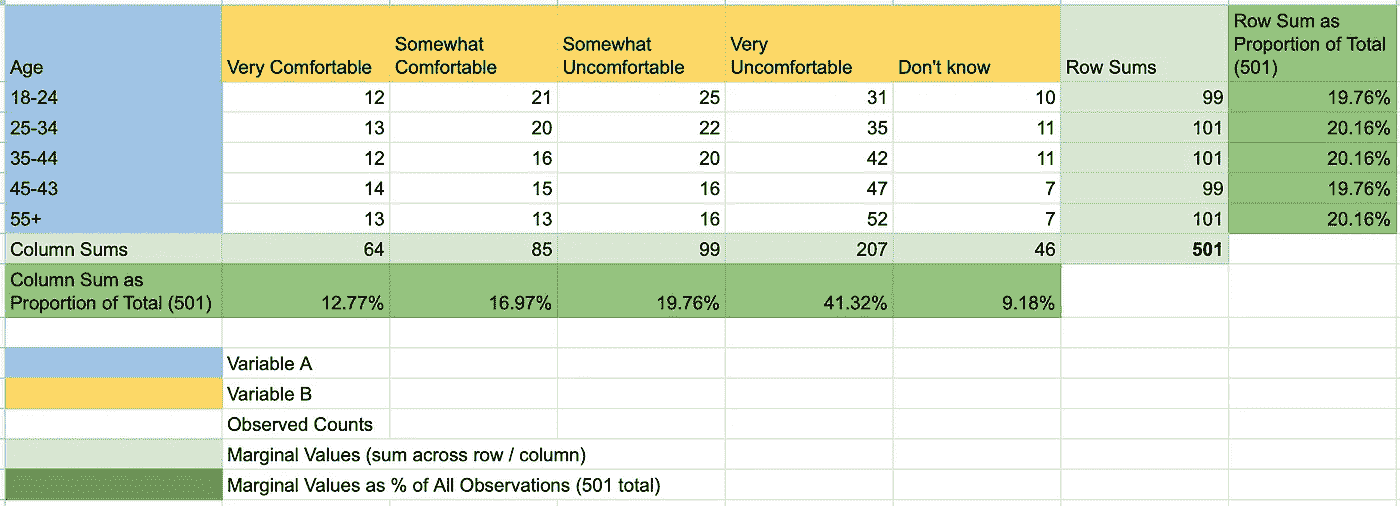 Age Very Comfortable Somewhat Comfortable Somewhat Uncomfortable Very Uncomfortable Don't know Row Sums Row Sum as Proportion of Total (501)
18-24 12 21 25 31 10 99 19.76%
25-34 13 20 22 35 11 101 20.16%
35-44 12 16 20 42 11 101 20.16%
45-43 14 15 16 47 7 99 19.76%
55+ 13 13 16 52 7 101 20.16%
Column Sums 64 85 99 207 46 501
Column Sum as Proportion of Total (501) 12.77% 16.97% 19.76% 41.32% 9.18%
Variable A
Variable B
Observed Counts
Marginal Values (sum across row / column)
Marginal Values as % of All Observations (501 total)